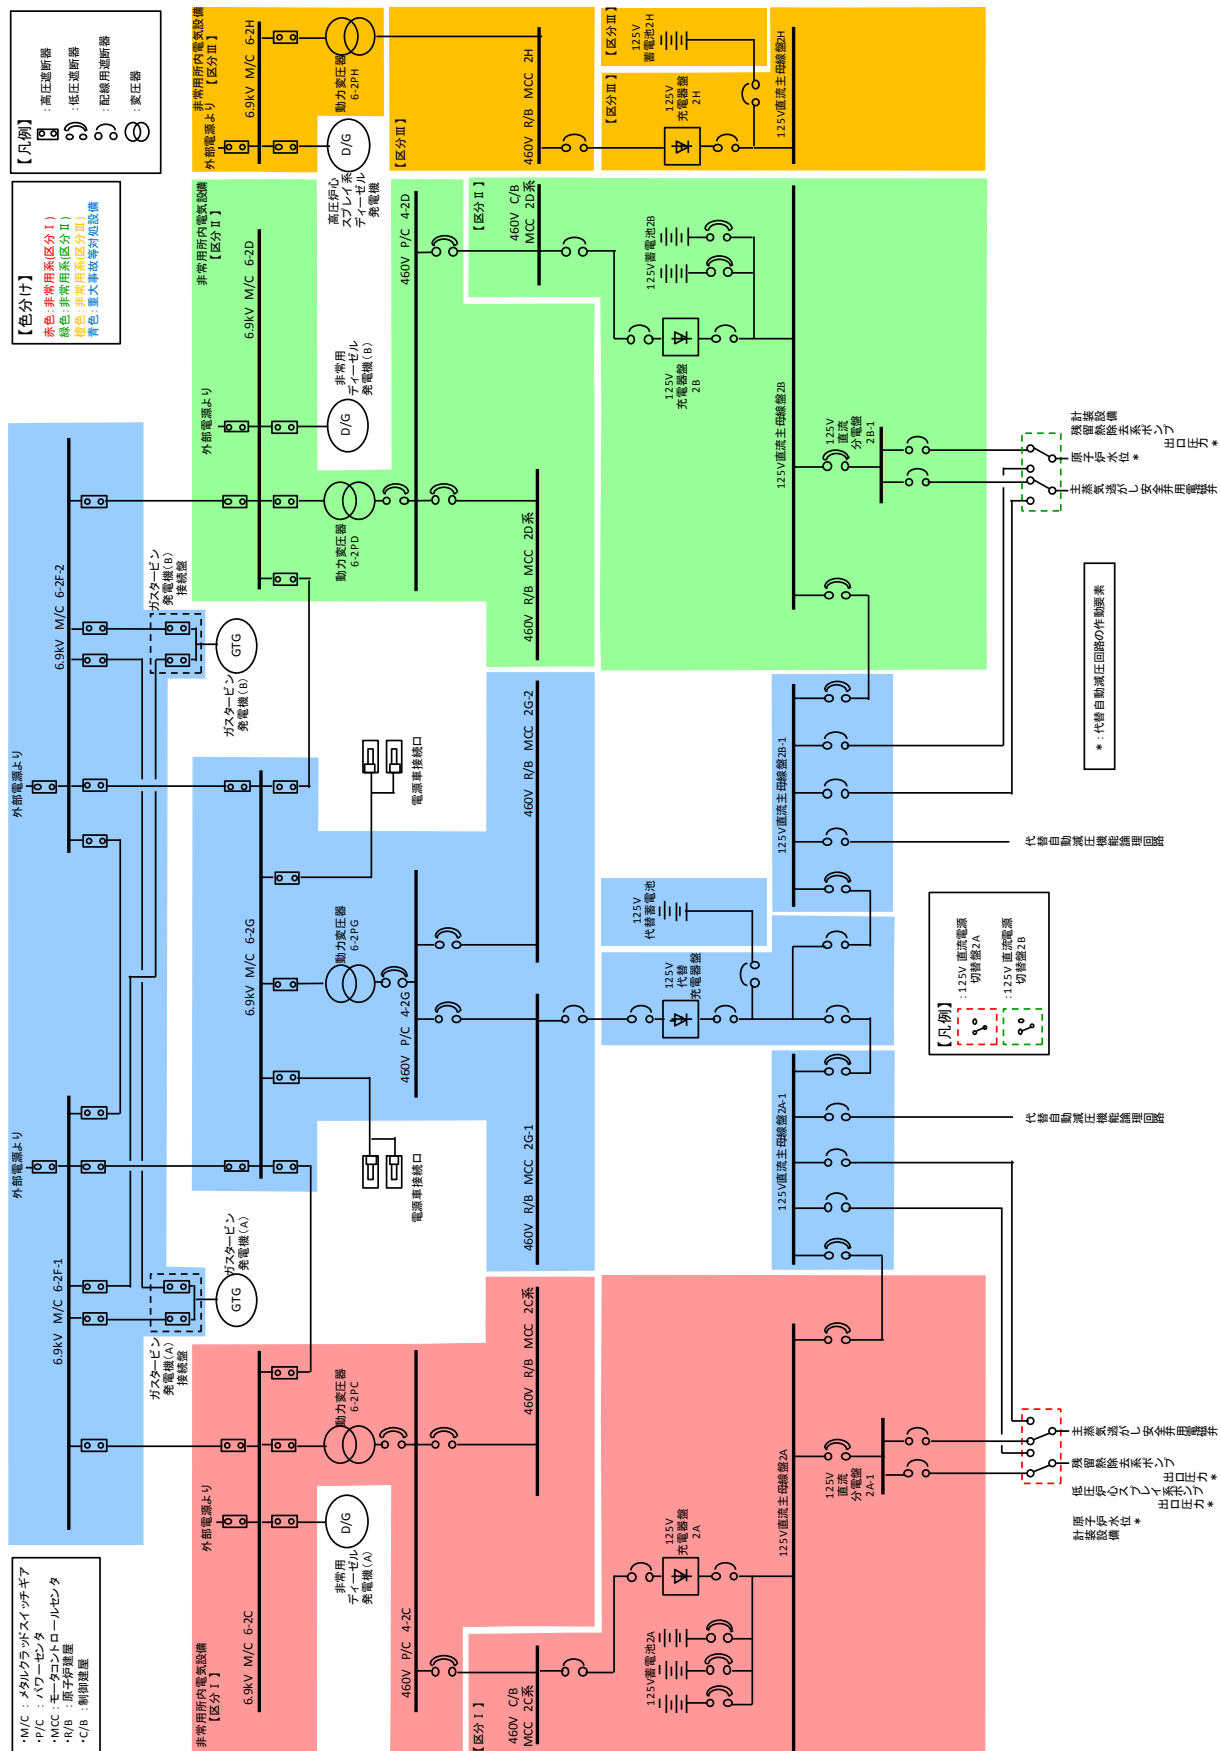 ・M/C : メタルクラッドスイッチギア
・P/C : パワーセンタ
・MCC : モータコントロールセンタ
・R/B : 原子炉建屋
・C/B : 制御建屋
【色分け】
赤色:非常用系(区分Ⅰ)
緑色:非常用系(区分Ⅱ)
橙色:非常用系(区分Ⅲ)
青色:重大事故等対処設備
【凡例】
:高圧遮断器
:低圧遮断器
:配線用遮断器
:変圧器
外部電源より
外部電源より
6.9kV M/C 6-2F-1
6.9kV M/C 6-2F-2
ガスタービン
発電機(A)
接続盤
GTG
ガスタービン
発電機(A)
ガスタービン
発電機(B)
接続盤
GTG
ガスタービン
発電機(B)
非常用所内電気設備
【区分Ⅰ】
外部電源より
6.9kV M/C 6-2C
D/G
非常用
ディーゼル
発電機(A)
動力変圧器
6-2PC
6.9kV M/C 6-2G
動力変圧器
6-2PG
電源車接続口
電源車接続口
非常用所内電気設備
【区分Ⅱ】
外部電源より
6.9kV M/C 6-2D
D/G
非常用
ディーゼル
発電機(B)
動力変圧器
6-2PD
非常用所内電気設備
【区分Ⅲ】
外部電源より
6.9kV M/C 6-2H
D/G
高圧炉心
スプレイ系
ディーゼル
発電機
動力変圧器
6-2PH
460V P/C 4-2C
460V P/C 4-2G
460V P/C 4-2D
【区分Ⅲ】
【区分Ⅰ】
460V C/B
MCC 2C系
460V R/B MCC 2C系
460V R/B MCC 2G-1
460V R/B MCC 2G-2
460V R/B MCC 2D系
【区分Ⅱ】
460V C/B
MCC 2D系
460V R/B MCC 2H
【区分Ⅲ】
【区分Ⅲ】
125V蓄電池2A
125V
充電器盤
2A
125V
代替
充電器盤
125V
代替蓄電池
125V
充電器盤
2B
125V蓄電池2B
125V
充電器盤
2H
125V
蓄電池2H
125V直流主母線盤2A
125V直流主母線盤2A-1
125V直流主母線盤2B-1
125V直流主母線盤2B
125V直流主母線盤2H
125V
直流
分電盤
2A-1
125V
直流
分電盤
2B-1
【凡例】
:125V直流電源
切替盤2A
:125V直流電源
切替盤2B
代替自動減圧機能論理回路
代替自動減圧機能論理回路
計装設備
原子炉水位*
低圧炉心スプレイ系ポンプ
出口圧力*
残留熱除去系ポンプ
出口圧力*
主蒸気逃がし安全弁用電磁弁
主蒸気逃がし安全弁用電磁弁
原子炉水位*
残留熱除去系ポンプ
出口圧力*
計装設備
*:代替自動減圧回路の作動要素